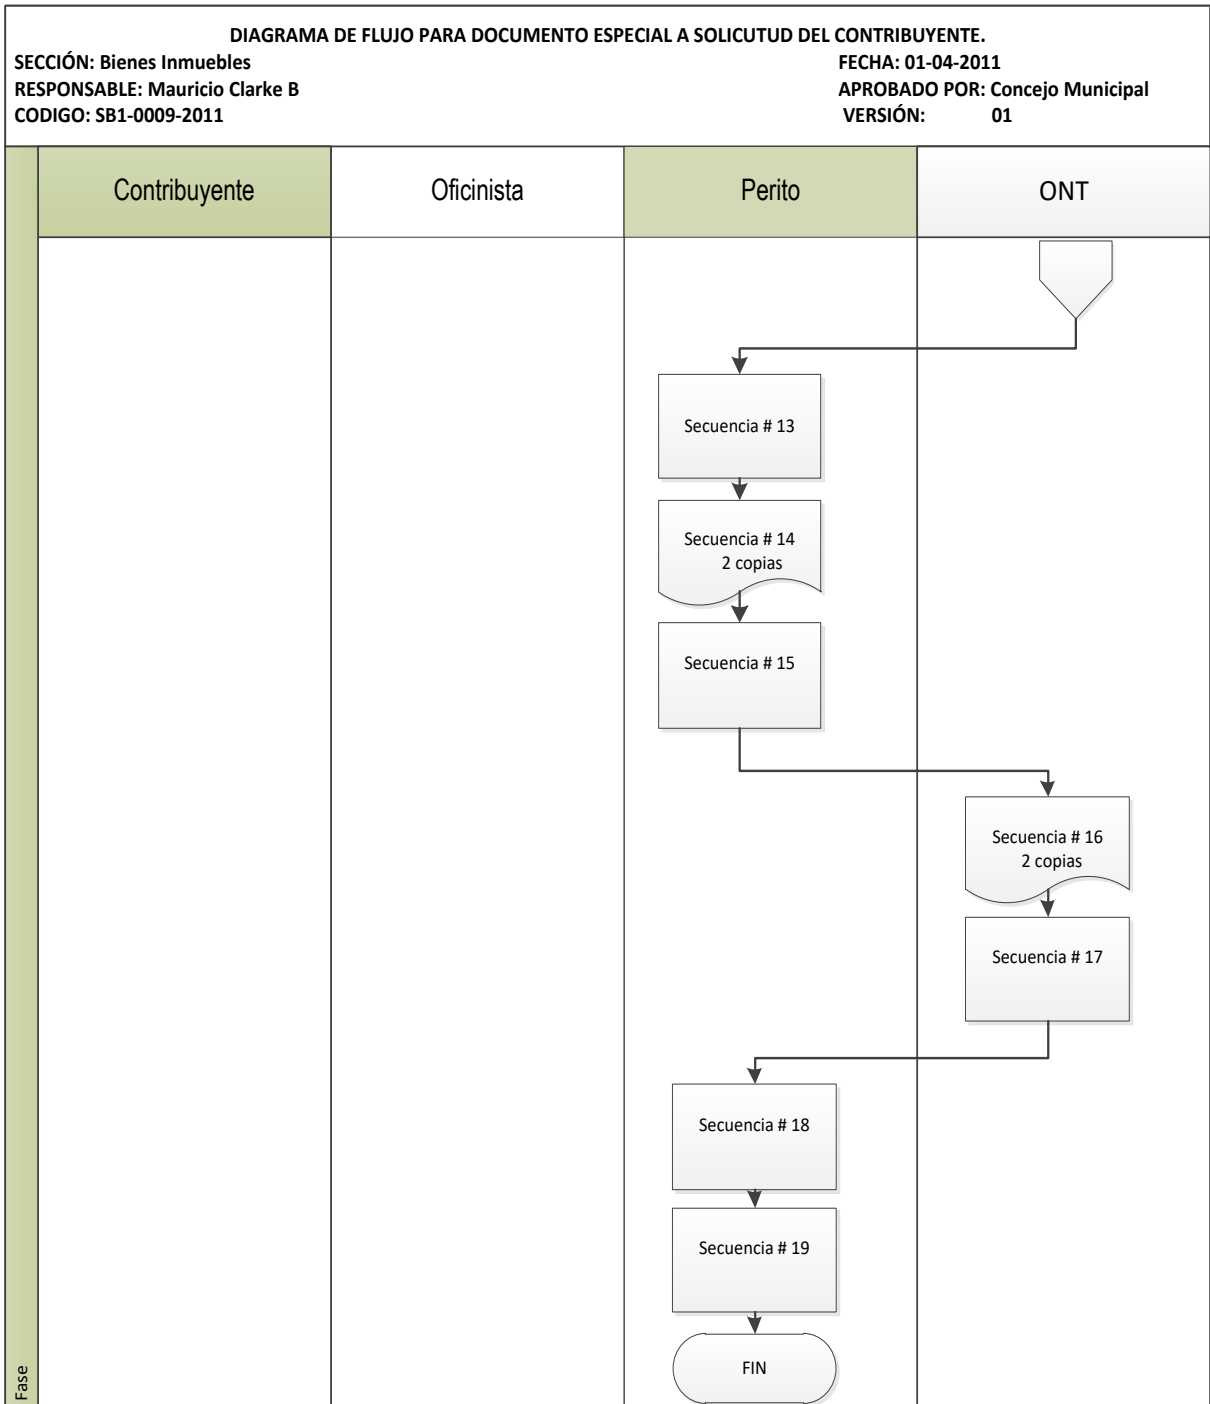 DIAGRAMA DE FLUJO PARA DOCUMENTO ESPECIAL A SOLICUTUD DEL CONTRIBUYENTE.
SECCIÓN: Bienes Inmuebles FECHA: 01-04-2011
RESPONSABLE: Mauricio Clarke B APROBADO POR: Concejo Municipal
CODIGO: SB1-0009-2011 VERSIÓN: 01
Contribuyente Oficinista Perito ONT
Secuencia # 13
Secuencia # 14
2 copias
Secuencia # 15
Secuencia # 16
2 copias
Secuencia # 17
Secuencia # 18
Secuencia # 19
FIN
Fase